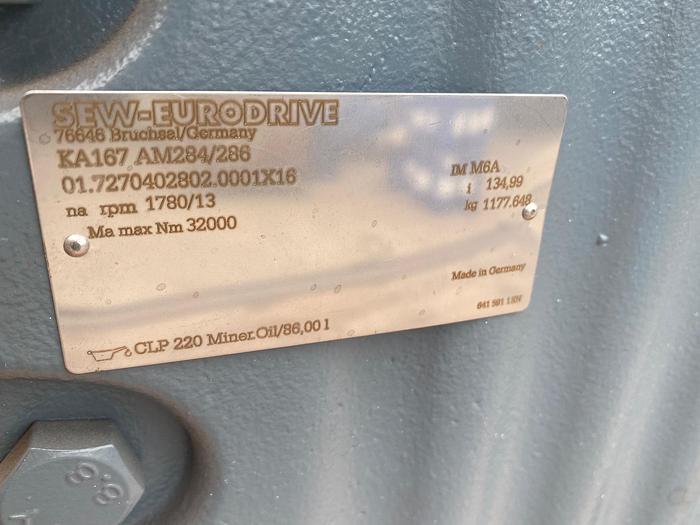 SEW-EURODRIVE
76646 Bruchsal/Germany
KA167 AM284/286
01.7270402802.0001X16
na rpm 1780/13
Ma max Nm 32000
IM M6A
i 134,99
kg 1177.648
Made in Germany
CLP 220 Miner.Oil/86,00 l
8.8